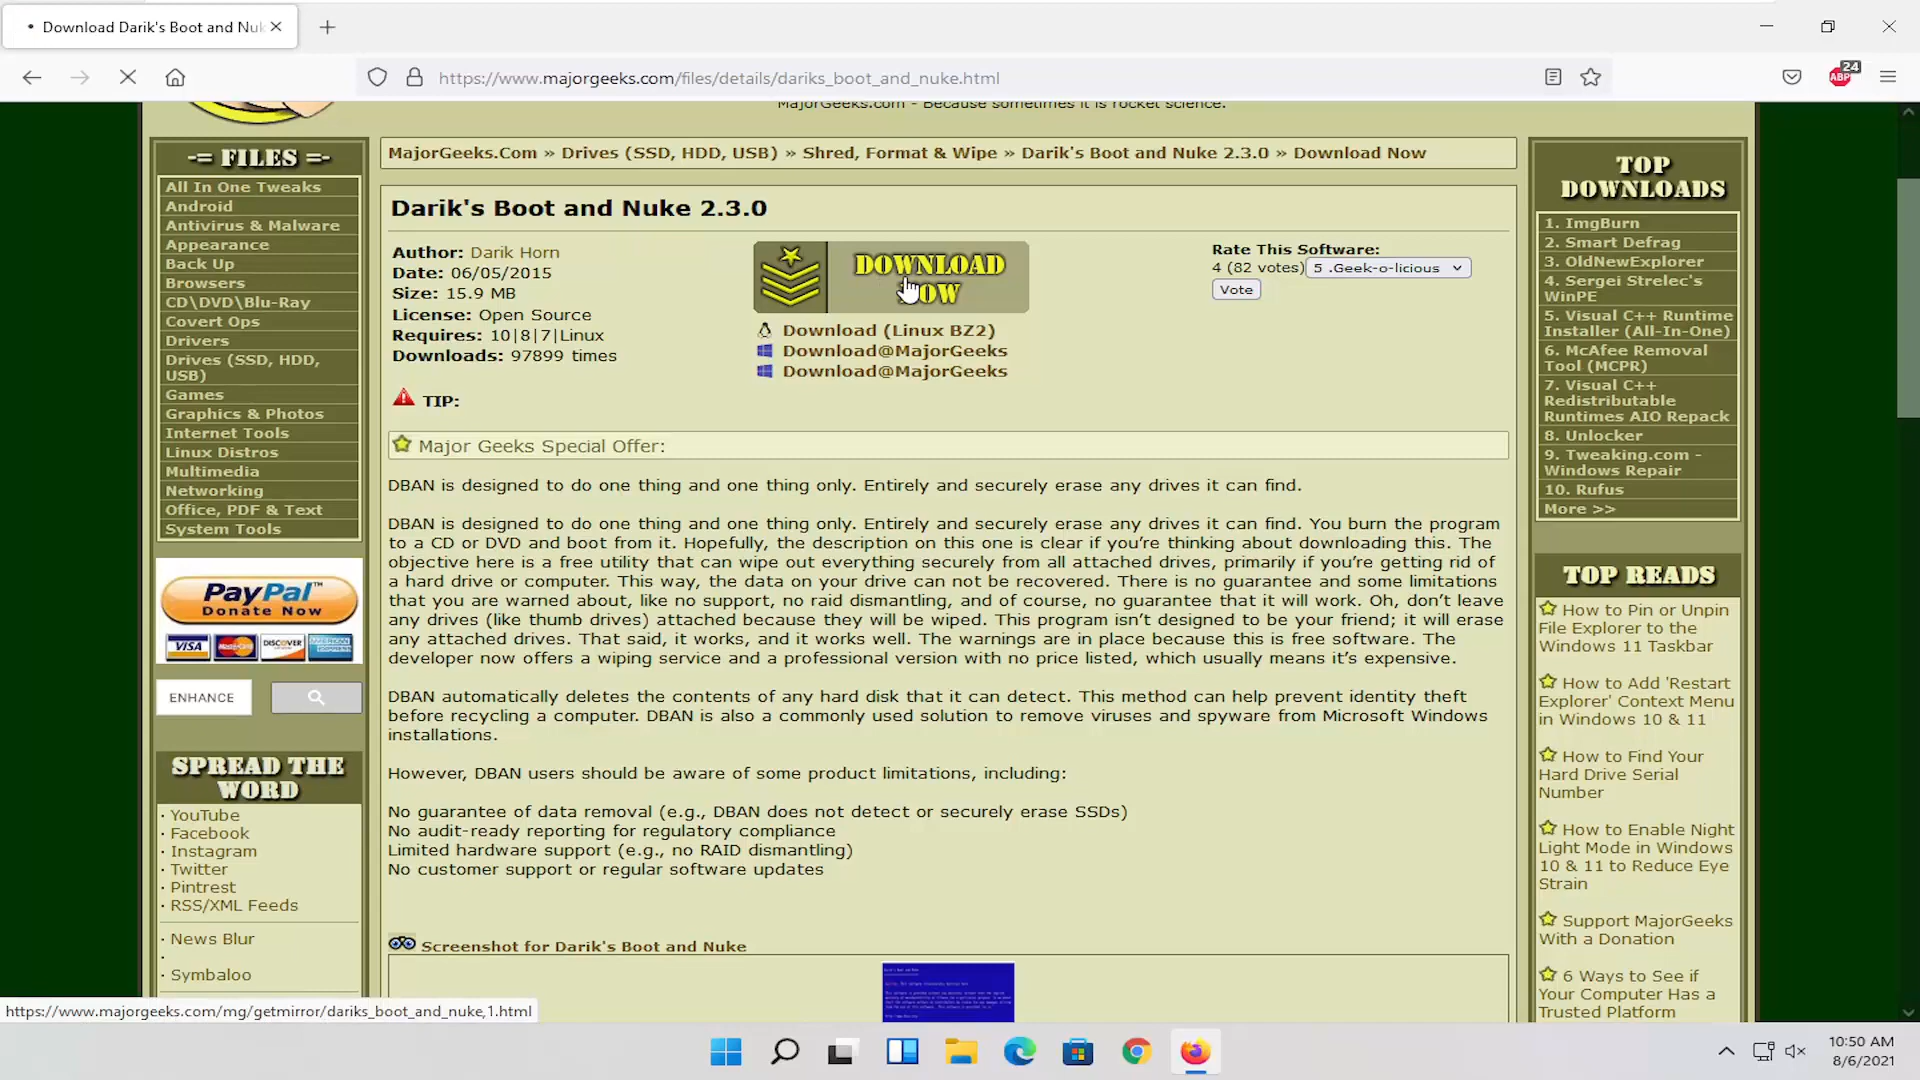 Download Darik's Boot and Nuk
https://www.majorgeeks.com/files/details/dariks_boot_and_nuke.html
ABP
24
MajorGeeks.com - Because sometimes it is rocket science.
-= FILES =-
All In One Tweaks
Android
Antivirus & Malware
Appearance
Back Up
Browsers
CD\DVD\Blu-Ray
Covert Ops
Drivers
Drives (SSD, HDD,
USB)
Games
Graphics & Photos
Internet Tools
Linux Distros
Multimedia
Networking
Office, PDF & Text
System Tools
PayPal™
Donate Now
VISA
MasterCard
DISCOVER
ENHANCE
SPREAD THE
WORD
· YouTube
· Facebook
· Instagram
· Twitter
· Pintrest
· RSS/XML Feeds
· News Blur
·
· Symbaloo
MajorGeeks.Com » Drives (SSD, HDD, USB) » Shred, Format & Wipe » Darik's Boot and Nuke 2.3.0 » Download Now
Darik's Boot and Nuke 2.3.0
Author: Darik Horn
Date: 06/05/2015
Size: 15.9 MB
License: Open Source
Requires: 10|8|7|Linux
Downloads: 97899 times
TIP:
DOWNLOAD
NOW
Download (Linux BZ2)
Download@MajorGeeks
Download@MajorGeeks
Rate This Software:
4 (82 votes) 5 .Geek-o-licious
Vote
Major Geeks Special Offer:
DBAN is designed to do one thing and one thing only. Entirely and securely erase any drives it can find.
DBAN is designed to do one thing and one thing only. Entirely and securely erase any drives it can find. You burn the program
to a CD or DVD and boot from it. Hopefully, the description on this one is clear if you’re thinking about downloading this. The
objective here is a free utility that can wipe out everything securely from all attached drives, primarily if you’re getting rid of
a hard drive or computer. This way, the data on your drive can not be recovered. There is no guarantee and some limitations
that you are warned about, like no support, no raid dismantling, and of course, no guarantee that it will work. Oh, don’t leave
any drives (like thumb drives) attached because they will be wiped. This program isn’t designed to be your friend; it will erase
any attached drives. That said, it works, and it works well. The warnings are in place because this is free software. The
developer now offers a wiping service and a professional version with no price listed, which usually means it’s expensive.
DBAN automatically deletes the contents of any hard disk that it can detect. This method can help prevent identity theft
before recycling a computer. DBAN is also a commonly used solution to remove viruses and spyware from Microsoft Windows
installations.
However, DBAN users should be aware of some product limitations, including:
No guarantee of data removal (e.g., DBAN does not detect or securely erase SSDs)
No audit-ready reporting for regulatory compliance
Limited hardware support (e.g., no RAID dismantling)
No customer support or regular software updates
Screenshot for Darik's Boot and Nuke
TOP
DOWNLOADS
1. ImgBurn
2. Smart Defrag
3. OldNewExplorer
4. Sergei Strelec's
WinPE
5. Visual C++ Runtime
Installer (All-In-One)
6. McAfee Removal
Tool (MCPR)
7. Visual C++
Redistributable
Runtimes AIO Repack
8. Unlocker
9. Tweaking.com -
Windows Repair
10. Rufus
More >>
TOP READS
How to Pin or Unpin
File Explorer to the
Windows 11 Taskbar
How to Add 'Restart
Explorer' Context Menu
in Windows 10 & 11
How to Find Your
Hard Drive Serial
Number
How to Enable Night
Light Mode in Windows
10 & 11 to Reduce Eye
Strain
Support MajorGeeks
With a Donation
6 Ways to See if
Your Computer Has a
Trusted Platform
https://www.majorgeeks.com/mg/getmirror/dariks_boot_and_nuke,1.html
10:50 AM
8/6/2021